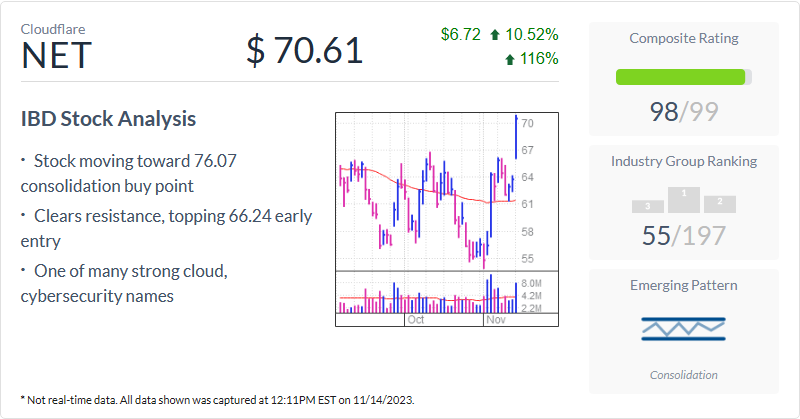 Cloudflare
NET
$ 70.61
$6.72 10.52%
116%
IBD Stock Analysis
• Stock moving toward 76.07
consolidation buy point
• Clears resistance, topping 66.24 early
entry
• One of many strong cloud,
cybersecurity names
70
67
64
61
58
55
8.0M
4.2M
2.2M
Oct Nov
Composite Rating
98/99
Industry Group Ranking
3 1 2
55/197
Emerging Pattern
Consolidation
* Not real-time data. All data shown was captured at 12:11PM EST on 11/14/2023.